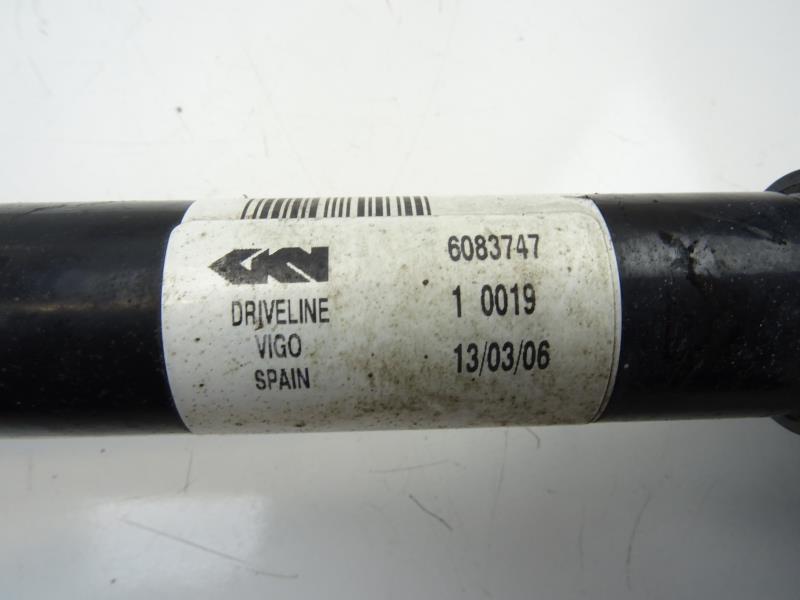 GKN
6083747
DRIVELINE
1 0019
VIGO
13/03/06
SPAIN